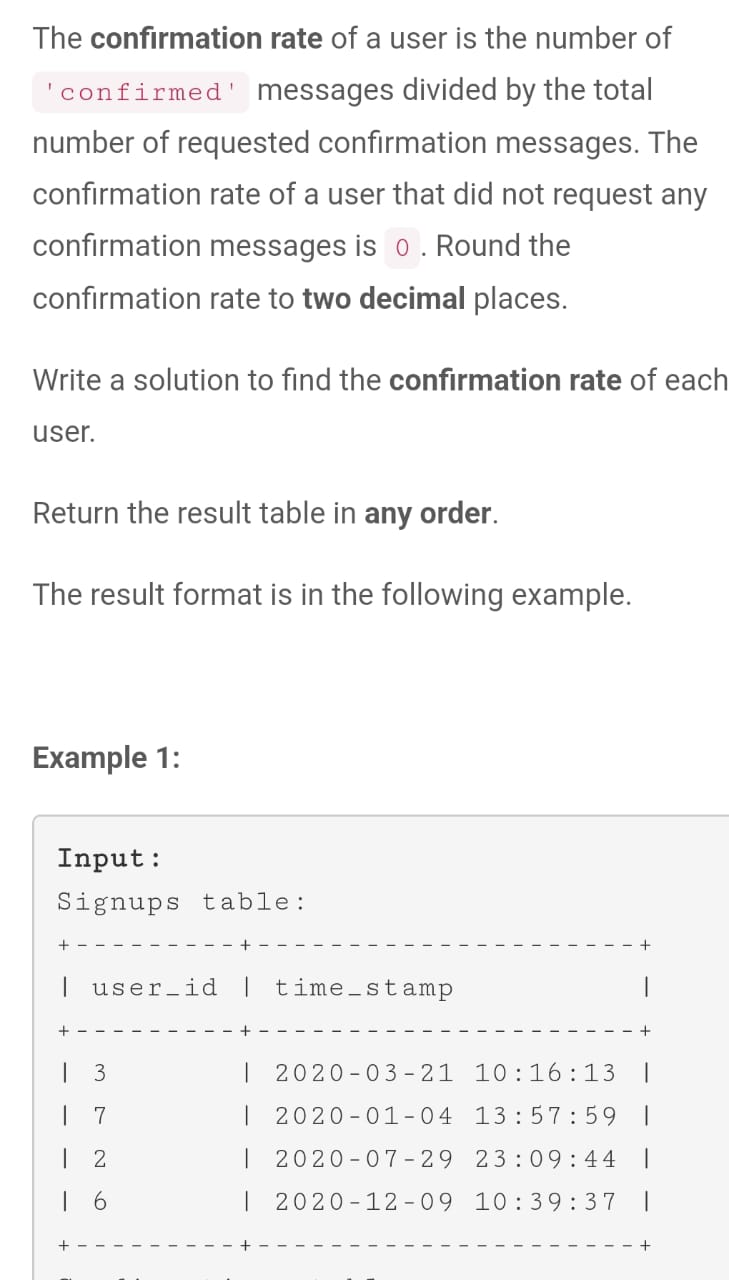 The confirmation rate of a user is the number of
'confirmed' messages divided by the total
number of requested confirmation messages. The
confirmation rate of a user that did not request any
confirmation messages is 0 . Round the
confirmation rate to two decimal places.
Write a solution to find the confirmation rate of each
user.
Return the result table in any order.
The result format is in the following example.
Example 1:
Input:
Signups table:
+----------+---------------------+
| user_id | time_stamp          |
+----------+---------------------+
| 3       | 2020-03-21 10:16:13 |
| 7       | 2020-01-04 13:57:59 |
| 2       | 2020-07-29 23:09:44 |
| 6       | 2020-12-09 10:39:37 |
+----------+---------------------+